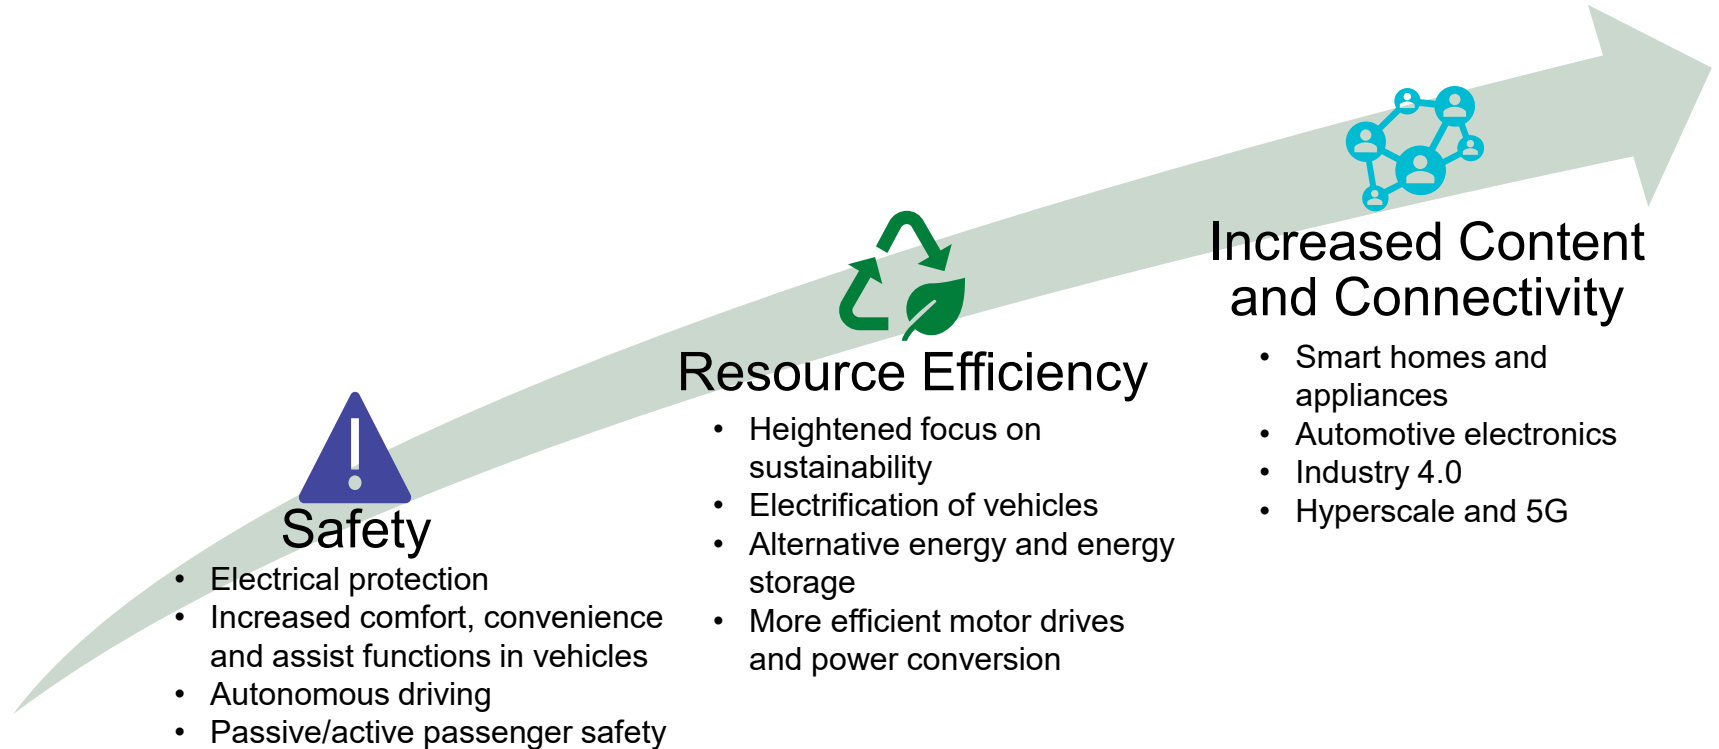 Safety
• Electrical protection
• Increased comfort, convenience
and assist functions in vehicles
• Autonomous driving
• Passive/active passenger safety
Resource Efficiency
• Heightened focus on
sustainability
• Electrification of vehicles
• Alternative energy and energy
storage
• More efficient motor drives
and power conversion
Increased Content
and Connectivity
• Smart homes and
appliances
• Automotive electronics
• Industry 4.0
• Hyperscale and 5G